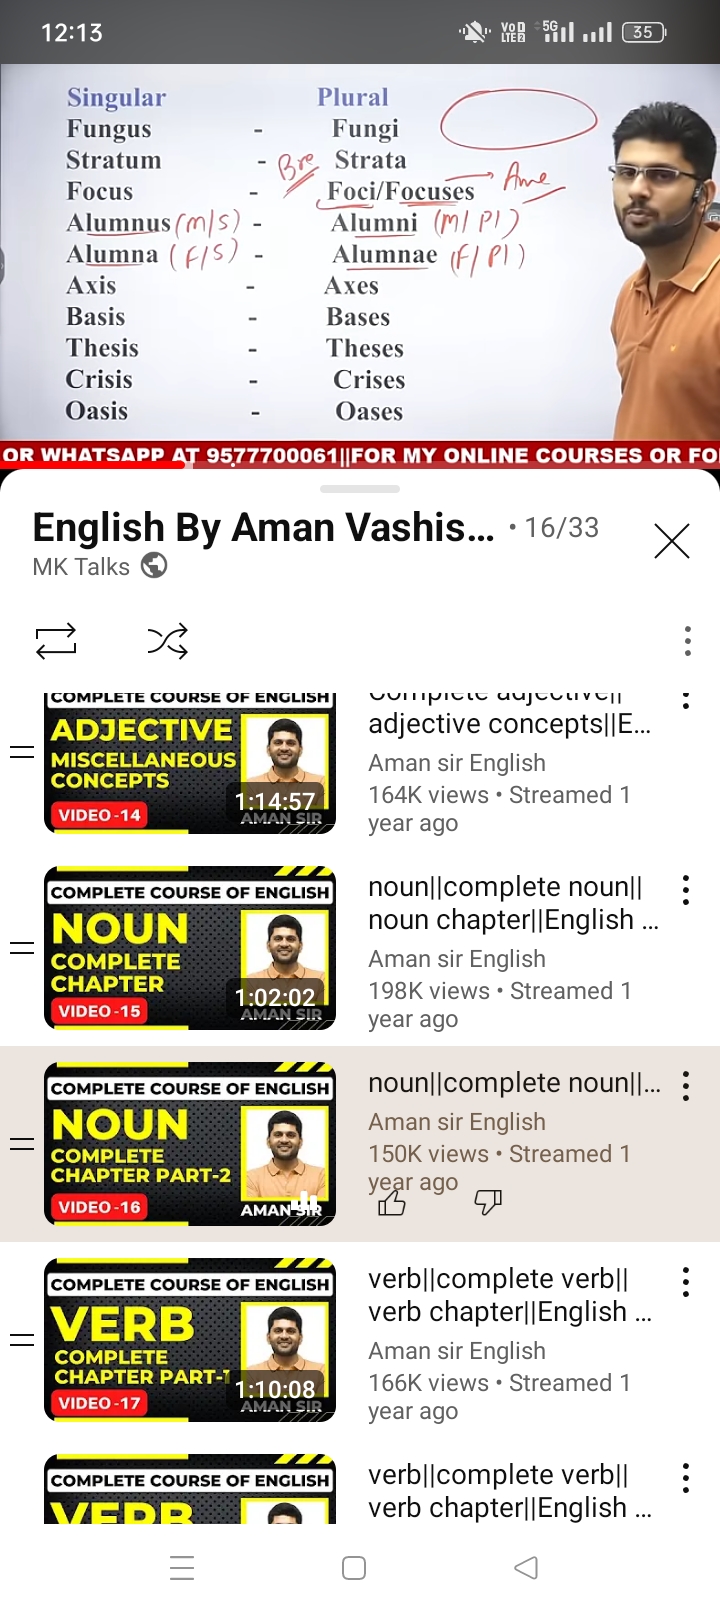 12:13
Vo LTE2 5G 35
Singular Plural
Fungus - Fungi
Stratum - Strata
Bre
Focus - Foci/Focuses Ame
Alumnus (M/S) - Alumni (M/Pl)
Alumna (F/S) - Alumnae (F/Pl)
Axis - Axes
Basis - Bases
Thesis - Theses
Crisis - Crises
Oasis - Oases
OR WHATSAPP AT 9577700061||FOR MY ONLINE COURSES OR FO
English By Aman Vashis... • 16/33
MK Talks
COMPLETE COURSE OF ENGLISH
ADJECTIVE
MISCELLANEOUS
CONCEPTS
VIDEO -14
1:14:57
AMAN SIR
Complete adjective||
adjective concepts||E...
Aman sir English
164K views • Streamed 1
year ago
COMPLETE COURSE OF ENGLISH
NOUN
COMPLETE
CHAPTER
VIDEO -15
1:02:02
AMAN SIR
noun||complete noun||
noun chapter||English ...
Aman sir English
198K views • Streamed 1
year ago
COMPLETE COURSE OF ENGLISH
NOUN
COMPLETE
CHAPTER PART-2
VIDEO -16
AMAN SIR
noun||complete noun||...
Aman sir English
150K views • Streamed 1
year ago
COMPLETE COURSE OF ENGLISH
VERB
COMPLETE
CHAPTER PART-1
VIDEO -17
1:10:08
AMAN SIR
verb||complete verb||
verb chapter||English ...
Aman sir English
166K views • Streamed 1
year ago
COMPLETE COURSE OF ENGLISH
VERB
verb||complete verb||
verb chapter||English ...